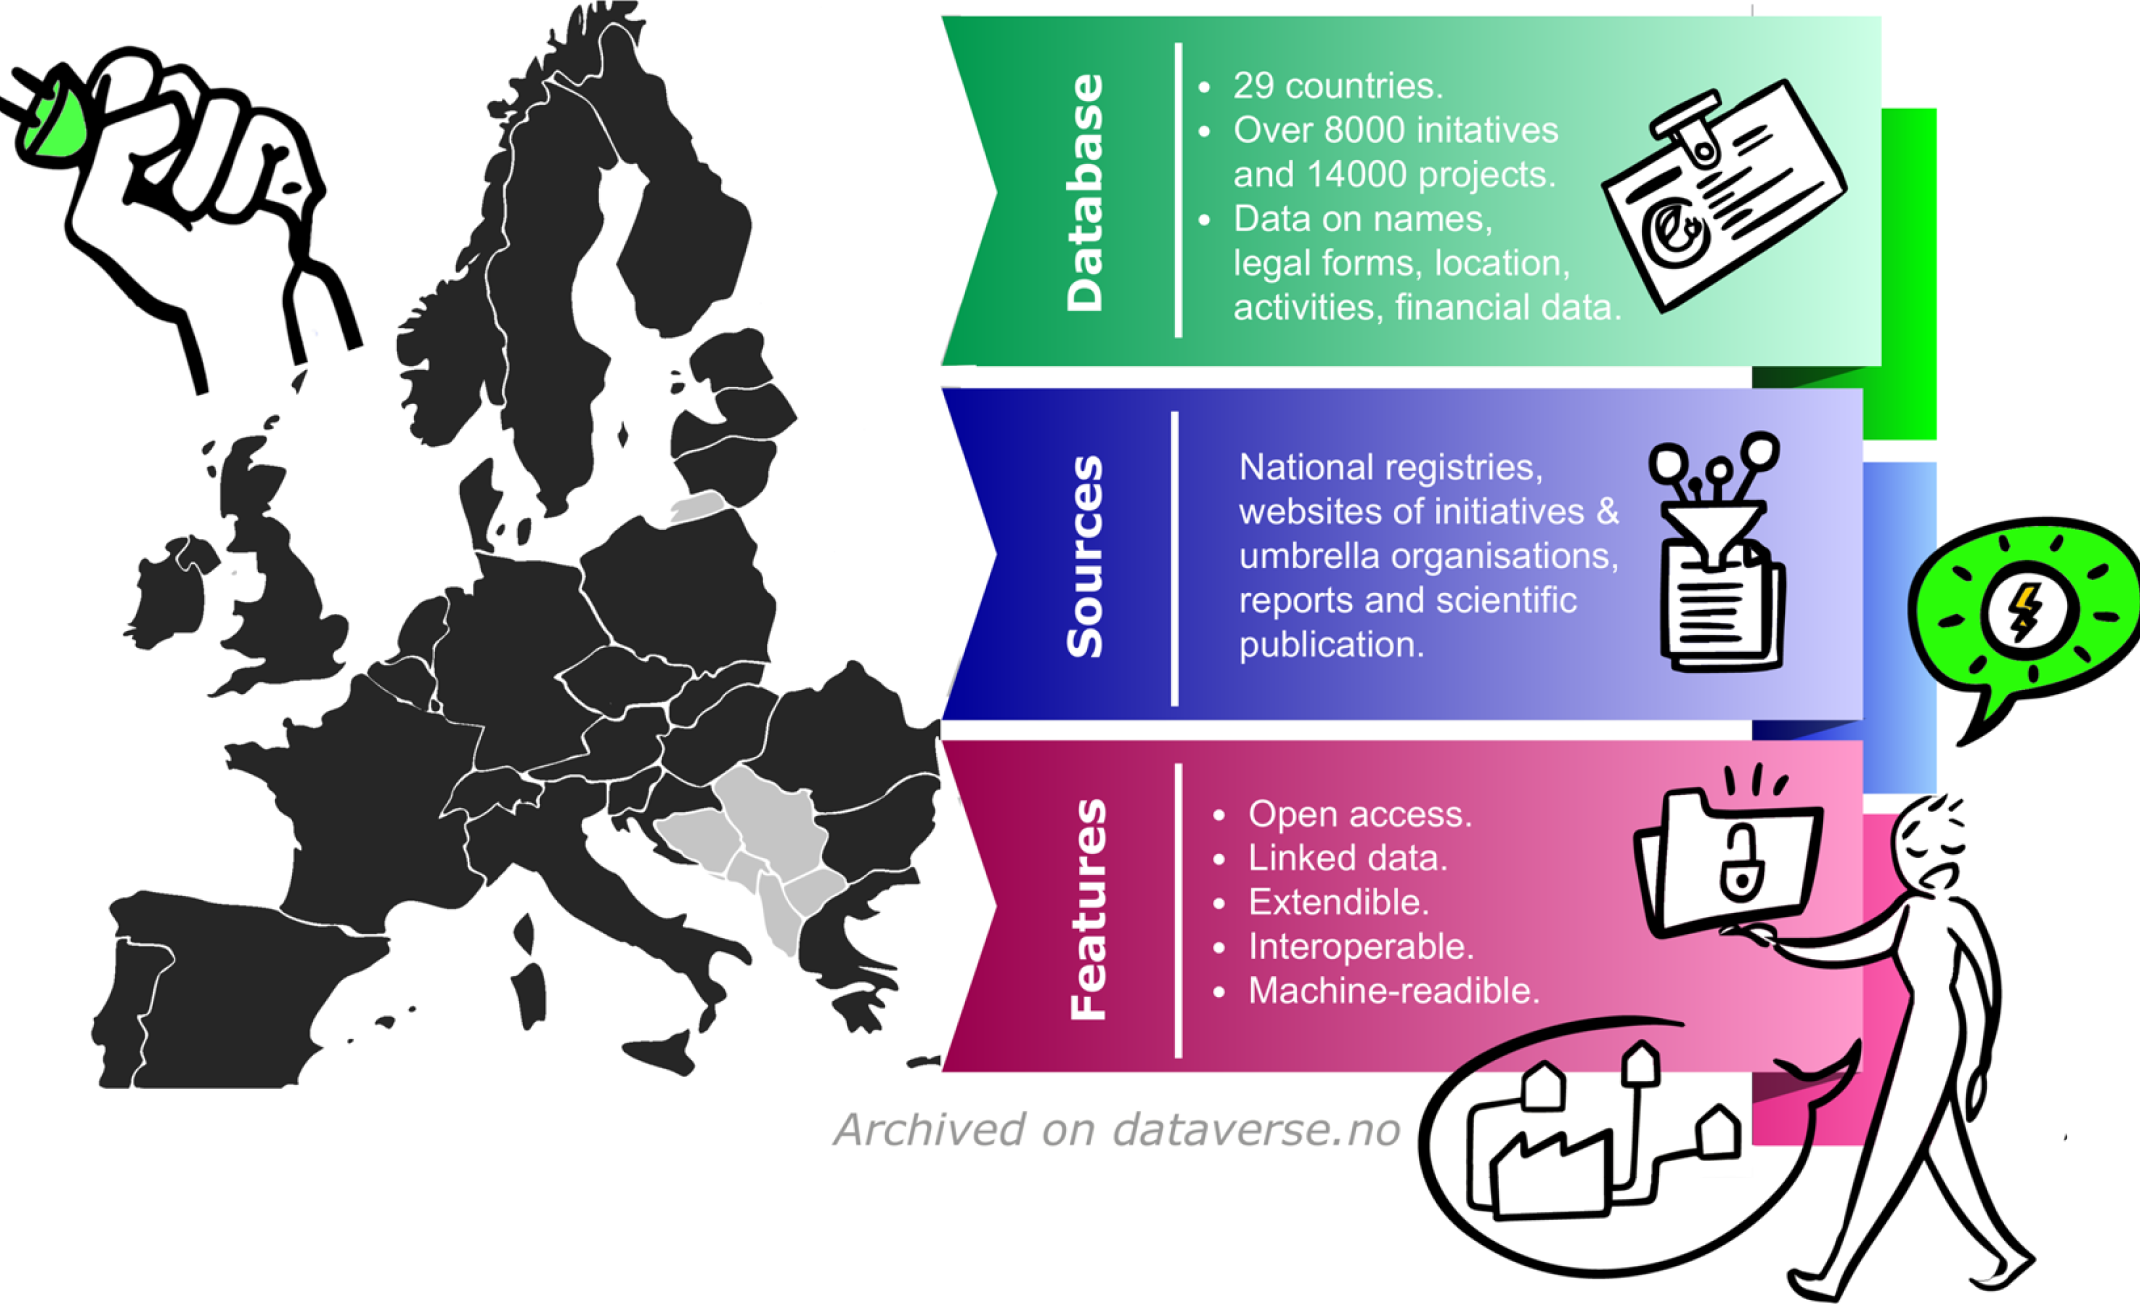 Database
• 29 countries.
• Over 8000 initatives
and 14000 projects.
• Data on names,
legal forms, location,
activities, financial data.
Sources
National registries,
websites of initiatives &
umbrella organisations,
reports and scientific
publication.
Features
• Open access.
• Linked data.
• Extendible.
• Interoperable.
• Machine-readible.
Archived on dataverse.no